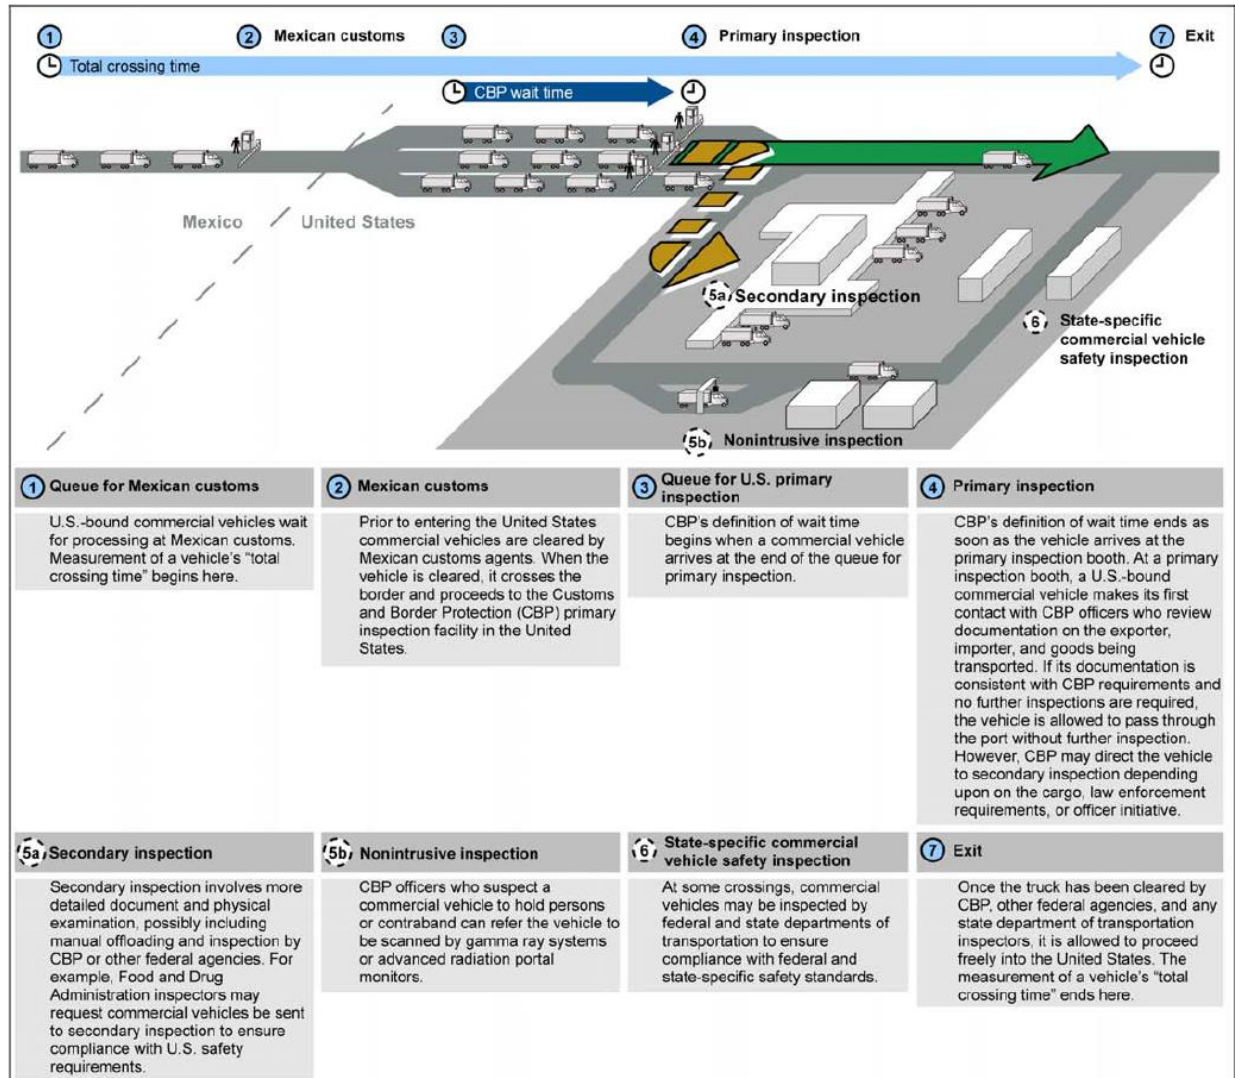 1
2 Mexican customs
3
4 Primary inspection
7 Exit
Total crossing time
CBP wait time
Mexico
United States
5a Secondary inspection
6 State-specific
commercial vehicle
safety inspection
5b Nonintrusive inspection
1 Queue for Mexican customs
U.S.-bound commercial vehicles wait
for processing at Mexican customs.
Measurement of a vehicle's “total
crossing time” begins here.
2 Mexican customs
Prior to entering the United States
commercial vehicles are cleared by
Mexican customs agents. When the
vehicle is cleared, it crosses the
border and proceeds to the Customs
and Border Protection (CBP) primary
inspection facility in the United
States.
3 Queue for U.S. primary
inspection
CBP's definition of wait time
begins when a commercial vehicle
arrives at the end of the queue for
primary inspection.
4 Primary inspection
CBP's definition of wait time ends as
soon as the vehicle arrives at the
primary inspection booth. At a primary
inspection booth, a U.S.-bound
commercial vehicle makes its first
contact with CBP officers who review
documentation on the exporter,
importer, and goods being
transported. If its documentation is
consistent with CBP requirements and
no further inspections are required,
the vehicle is allowed to pass through
the port without further inspection.
However, CBP may direct the vehicle
to secondary inspection depending
upon on the cargo, law enforcement
requirements, or officer initiative.
5a Secondary inspection
Secondary inspection involves more
detailed document and physical
examination, possibly including
manual offloading and inspection by
CBP or other federal agencies. For
example, Food and Drug
Administration inspectors may
request commercial vehicles be sent
to secondary inspection to ensure
compliance with U.S. safety
requirements.
5b Nonintrusive inspection
CBP officers who suspect a
commercial vehicle to hold persons
or contraband can refer the vehicle to
be scanned by gamma ray systems
or advanced radiation portal
monitors.
6 State-specific commercial
vehicle safety inspection
At some crossings, commercial
vehicles may be inspected by
federal and state departments of
transportation to ensure
compliance with federal and
state-specific safety standards.
7 Exit
Once the truck has been cleared by
CBP, other federal agencies, and any
state department of transportation
inspectors, it is allowed to proceed
freely into the United States. The
measurement of a vehicle's “total
crossing time” ends here.